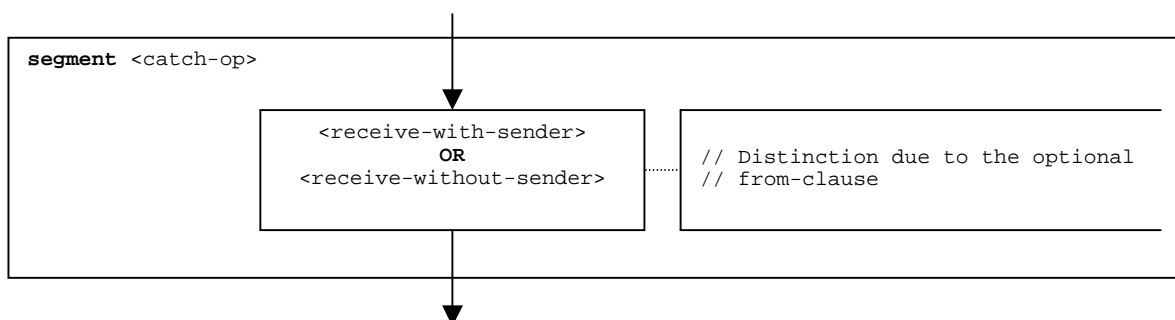 segment <catch-op>
<receive-with-sender>
OR
<receive-without-sender>
// Distinction due to the optional
// from-clause